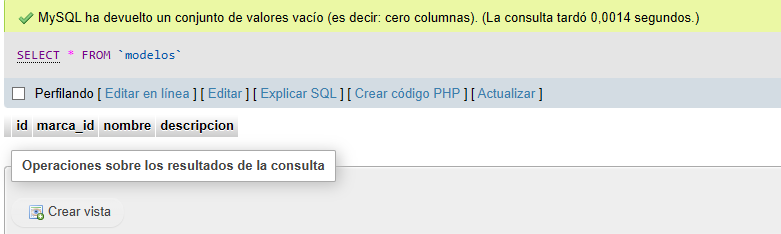 MySQL ha devuelto un conjunto de valores vacío (es decir: cero columnas). (La consulta tardó 0,0014 segundos.)
SELECT * FROM `modelos`
Perfilando [ Editar en línea ] [ Editar ] [ Explicar SQL ] [ Crear código PHP ] [ Actualizar ]
id marca_id nombre descripcion
Operaciones sobre los resultados de la consulta
Crear vista